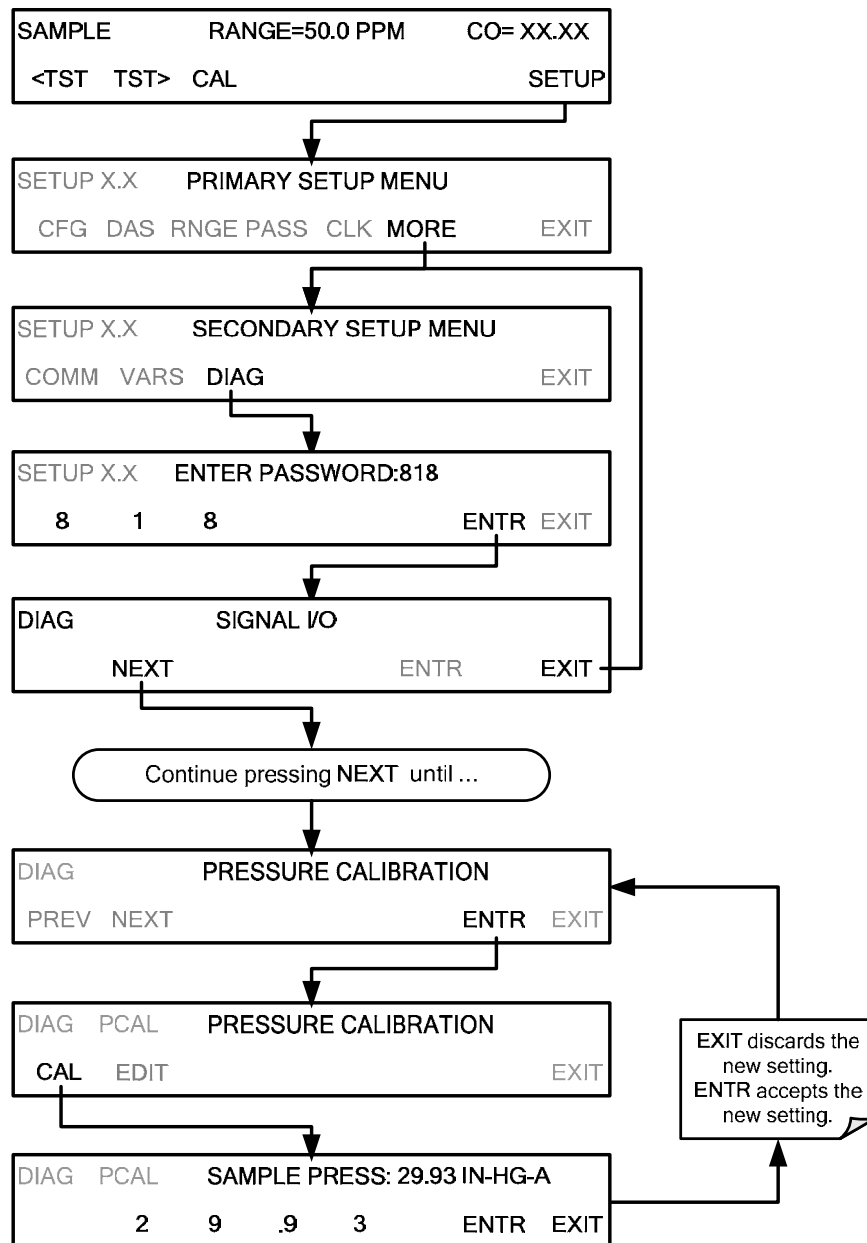 SAMPLE RANGE=50.0 PPM CO= XX.XX
<TST TST> CAL SETUP
SETUP X.X PRIMARY SETUP MENU
CFG DAS RNGE PASS CLK MORE EXIT
SETUP X.X SECONDARY SETUP MENU
COMM VARS DIAG EXIT
SETUP X.X ENTER PASSWORD:818
8 1 8 ENTR EXIT
DIAG SIGNAL I/O
NEXT ENTR EXIT
Continue pressing NEXT until ...
DIAG PRESSURE CALIBRATION
PREV NEXT ENTR EXIT
DIAG PCAL PRESSURE CALIBRATION
CAL EDIT EXIT
EXIT discards the
new setting.
ENTR accepts the
new setting.
DIAG PCAL SAMPLE PRESS: 29.93 IN-HG-A
2 9 .9 3 ENTR EXIT